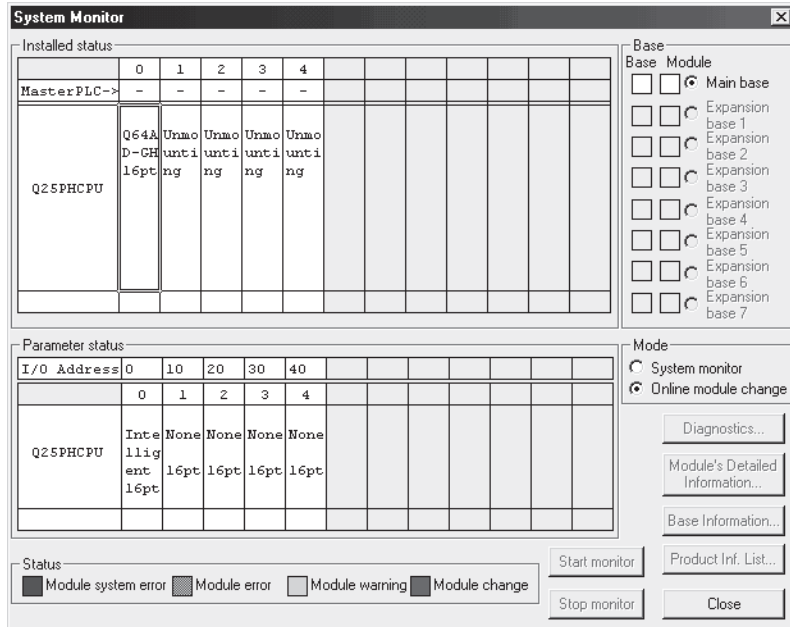 System Monitor
Installed status
0 1 2 3 4
MasterPLC-> - - - - -
Q25PHCPU
Q64A Unmo Unmo Unmo Unmo
D-GH unti unti unti unti
16pt ng ng ng ng
Base
Base Module
Main base
Expansion
base 1
Expansion
base 2
Expansion
base 3
Expansion
base 4
Expansion
base 5
Expansion
base 6
Expansion
base 7
Parameter status
I/O Address 0 10 20 30 40
0 1 2 3 4
Q25PHCPU
Inte None None None None
llig
ent 16pt 16pt 16pt 16pt
16pt
Mode
System monitor
Online module change
Diagnostics...
Module's Detailed
Information...
Base Information...
Product Inf. List...
Status
Module system error Module error Module warning Module change
Start monitor
Stop monitor
Close